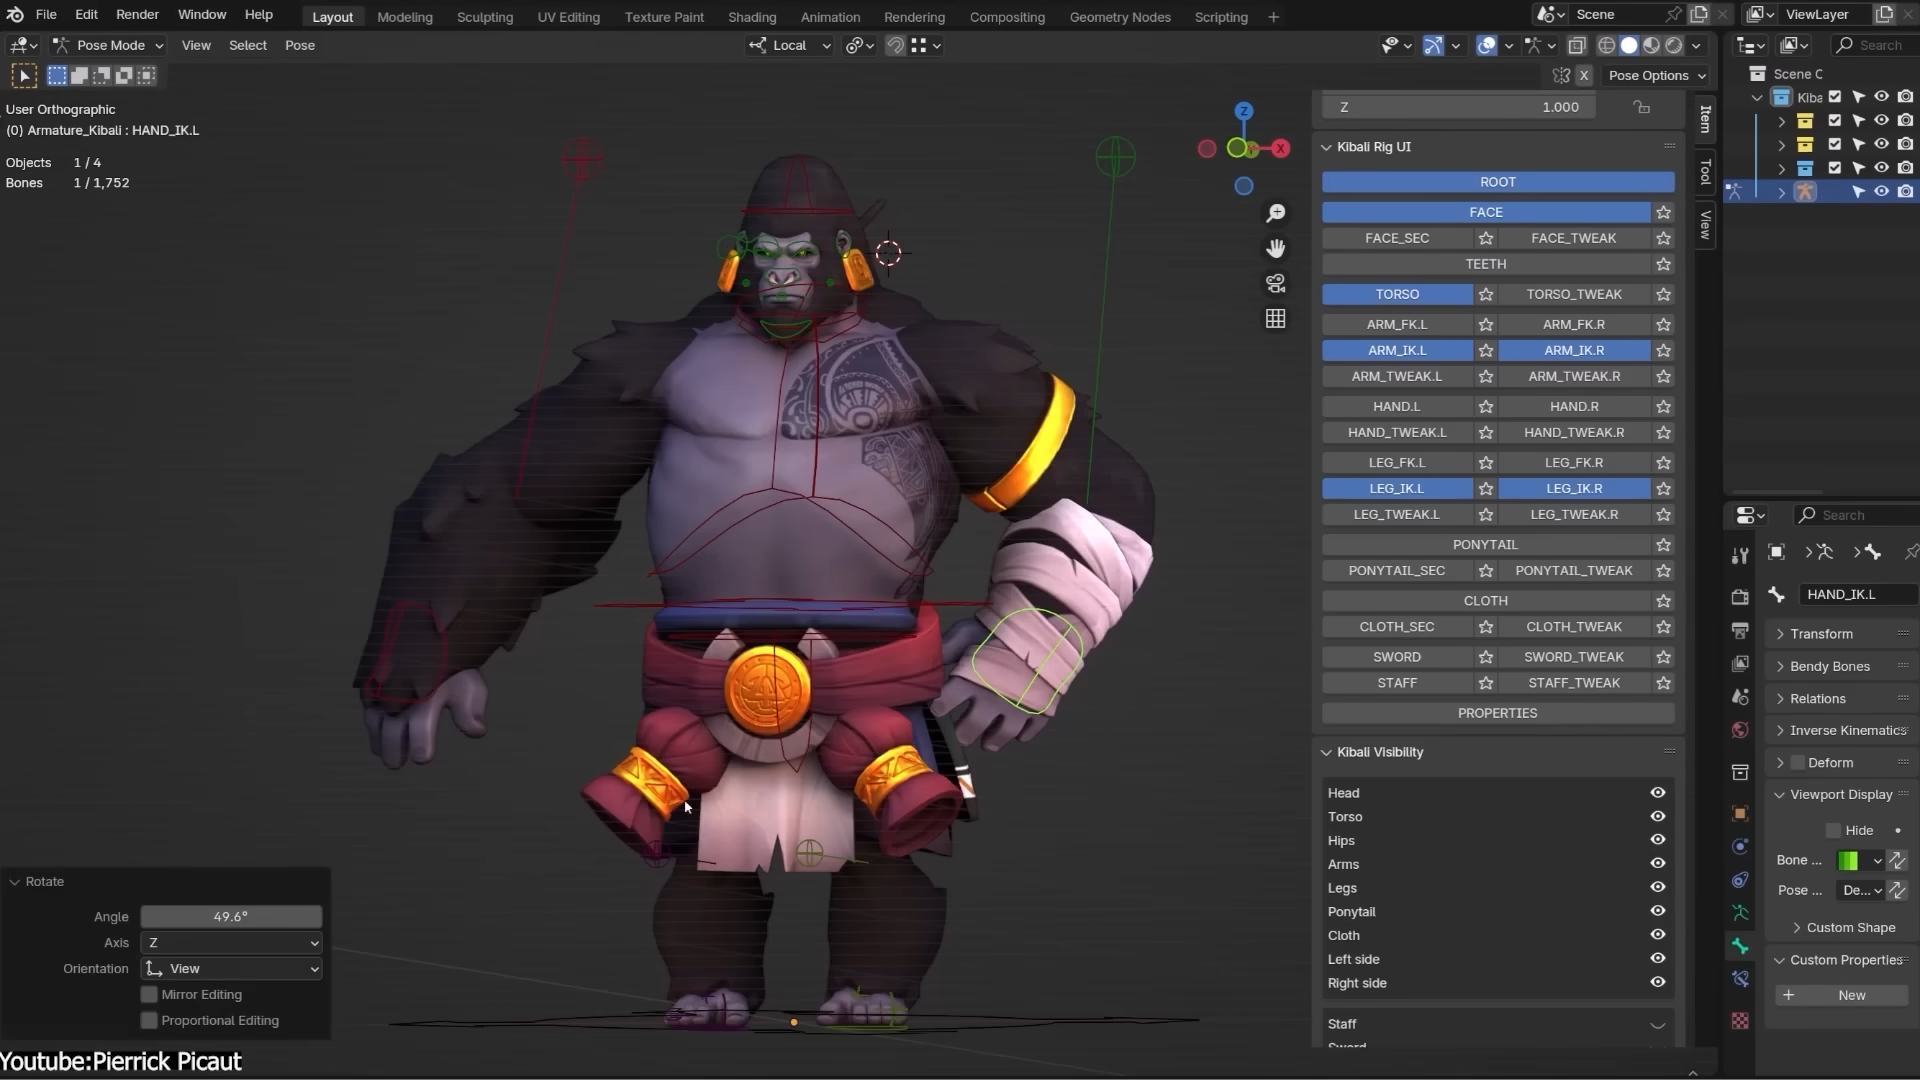 File Edit Render Window Help Layout Modeling Sculpting UV Editing Texture Paint Shading Animation Rendering Compositing Geometry Nodes Scripting + Scene ViewLayer
Pose Mode View Select Pose Local Search
X Pose Options
User Orthographic
(0) Armature_Kibali : HAND_IK.L
Objects 1 / 4
Bones 1 / 1,752
Z
X
Z 1.000
Kibali Rig UI
ROOT
FACE
FACE_SEC FACE_TWEAK
TEETH
TORSO TORSO_TWEAK
ARM_FK.L ARM_FK.R
ARM_IK.L ARM_IK.R
ARM_TWEAK.L ARM_TWEAK.R
HAND.L HAND.R
HAND_TWEAK.L HAND_TWEAK.R
LEG_FK.L LEG_FK.R
LEG_IK.L LEG_IK.R
LEG_TWEAK.L LEG_TWEAK.R
PONYTAIL
PONYTAIL_SEC PONYTAIL_TWEAK
CLOTH
CLOTH_SEC CLOTH_TWEAK
SWORD SWORD_TWEAK
STAFF STAFF_TWEAK
PROPERTIES
Kibali Visibility
Head
Torso
Hips
Arms
Legs
Ponytail
Cloth
Left side
Right side
Staff
Item
Tool
View
Scene C
Kiba
Search
HAND_IK.L
Transform
Bendy Bones
Relations
Inverse Kinematics
Deform
Viewport Display
Hide
Bone ...
Pose ... De...
Custom Shape
Custom Properties
+ New
Rotate
Angle 49.6°
Axis Z
Orientation View
Mirror Editing
Proportional Editing
Youtube:Pierrick Picaut